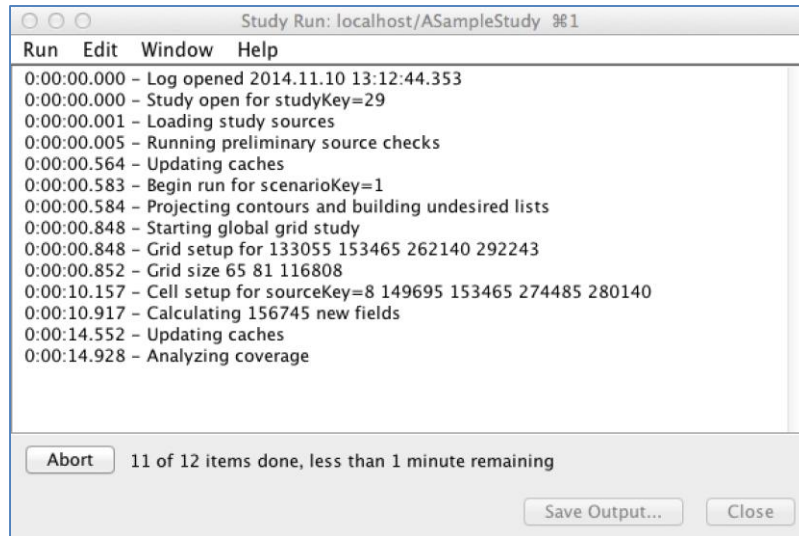 Study Run: localhost/ASampleStudy ⌘1
Run Edit Window Help
0:00:00.000 – Log opened 2014.11.10 13:12:44.353
0:00:00.000 – Study open for studyKey=29
0:00:00.001 – Loading study sources
0:00:00.005 – Running preliminary source checks
0:00:00.564 – Updating caches
0:00:00.583 – Begin run for scenarioKey=1
0:00:00.584 – Projecting contours and building undesired lists
0:00:00.848 – Starting global grid study
0:00:00.848 – Grid setup for 133055 153465 262140 292243
0:00:00.852 – Grid size 65 81 116808
0:00:10.157 – Cell setup for sourceKey=8 149695 153465 274485 280140
0:00:10.917 – Calculating 156745 new fields
0:00:14.552 – Updating caches
0:00:14.928 – Analyzing coverage
Abort 11 of 12 items done, less than 1 minute remaining
Save Output... Close